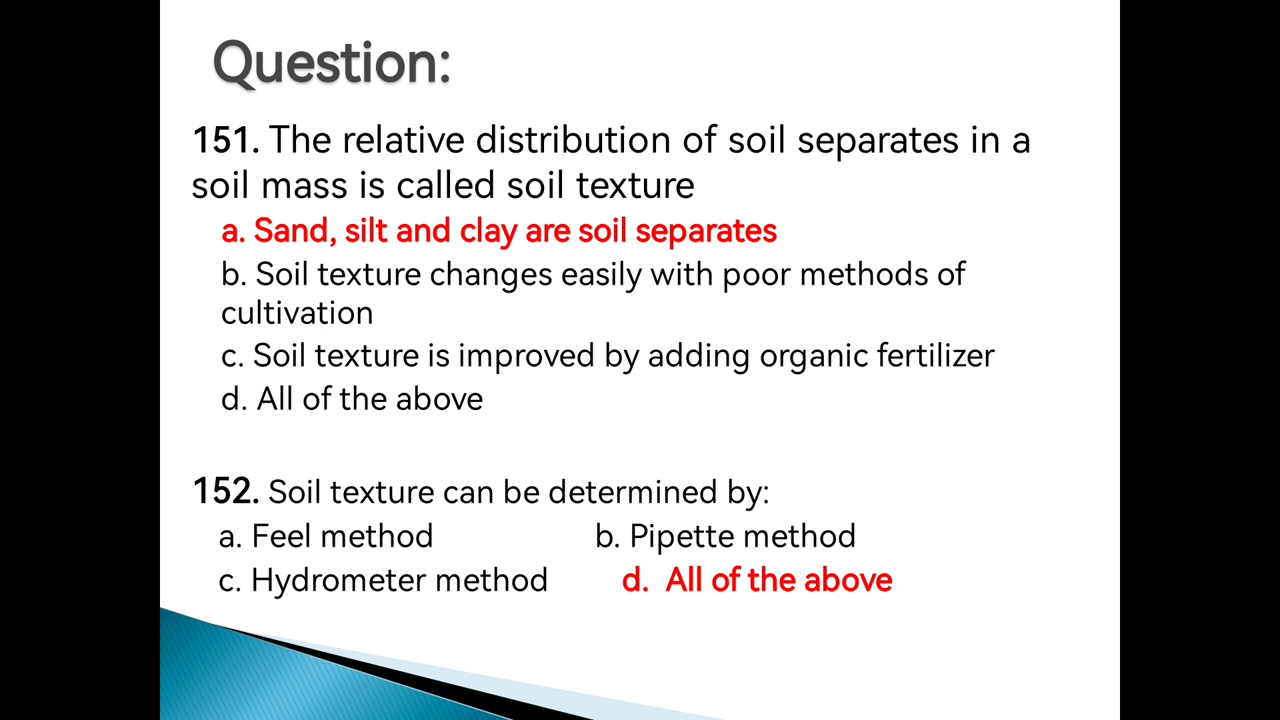 Question:
151. The relative distribution of soil separates in a
soil mass is called soil texture
a. Sand, silt and clay are soil separates
b. Soil texture changes easily with poor methods of
cultivation
c. Soil texture is improved by adding organic fertilizer
d. All of the above
152. Soil texture can be determined by:
a. Feel method b. Pipette method
c. Hydrometer method d. All of the above